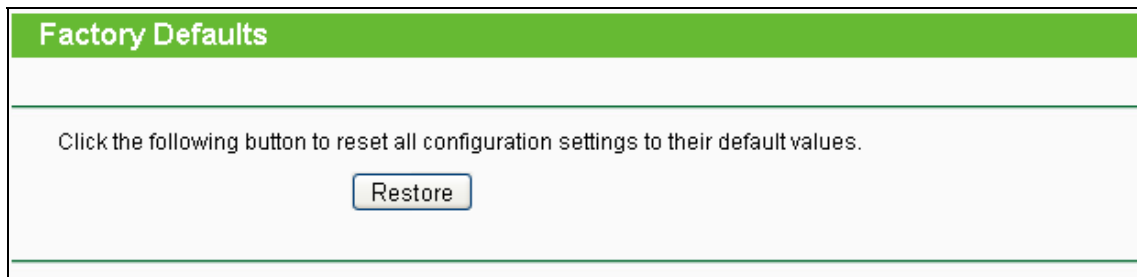 Factory Defaults
Click the following button to reset all configuration settings to their default values.
Restore